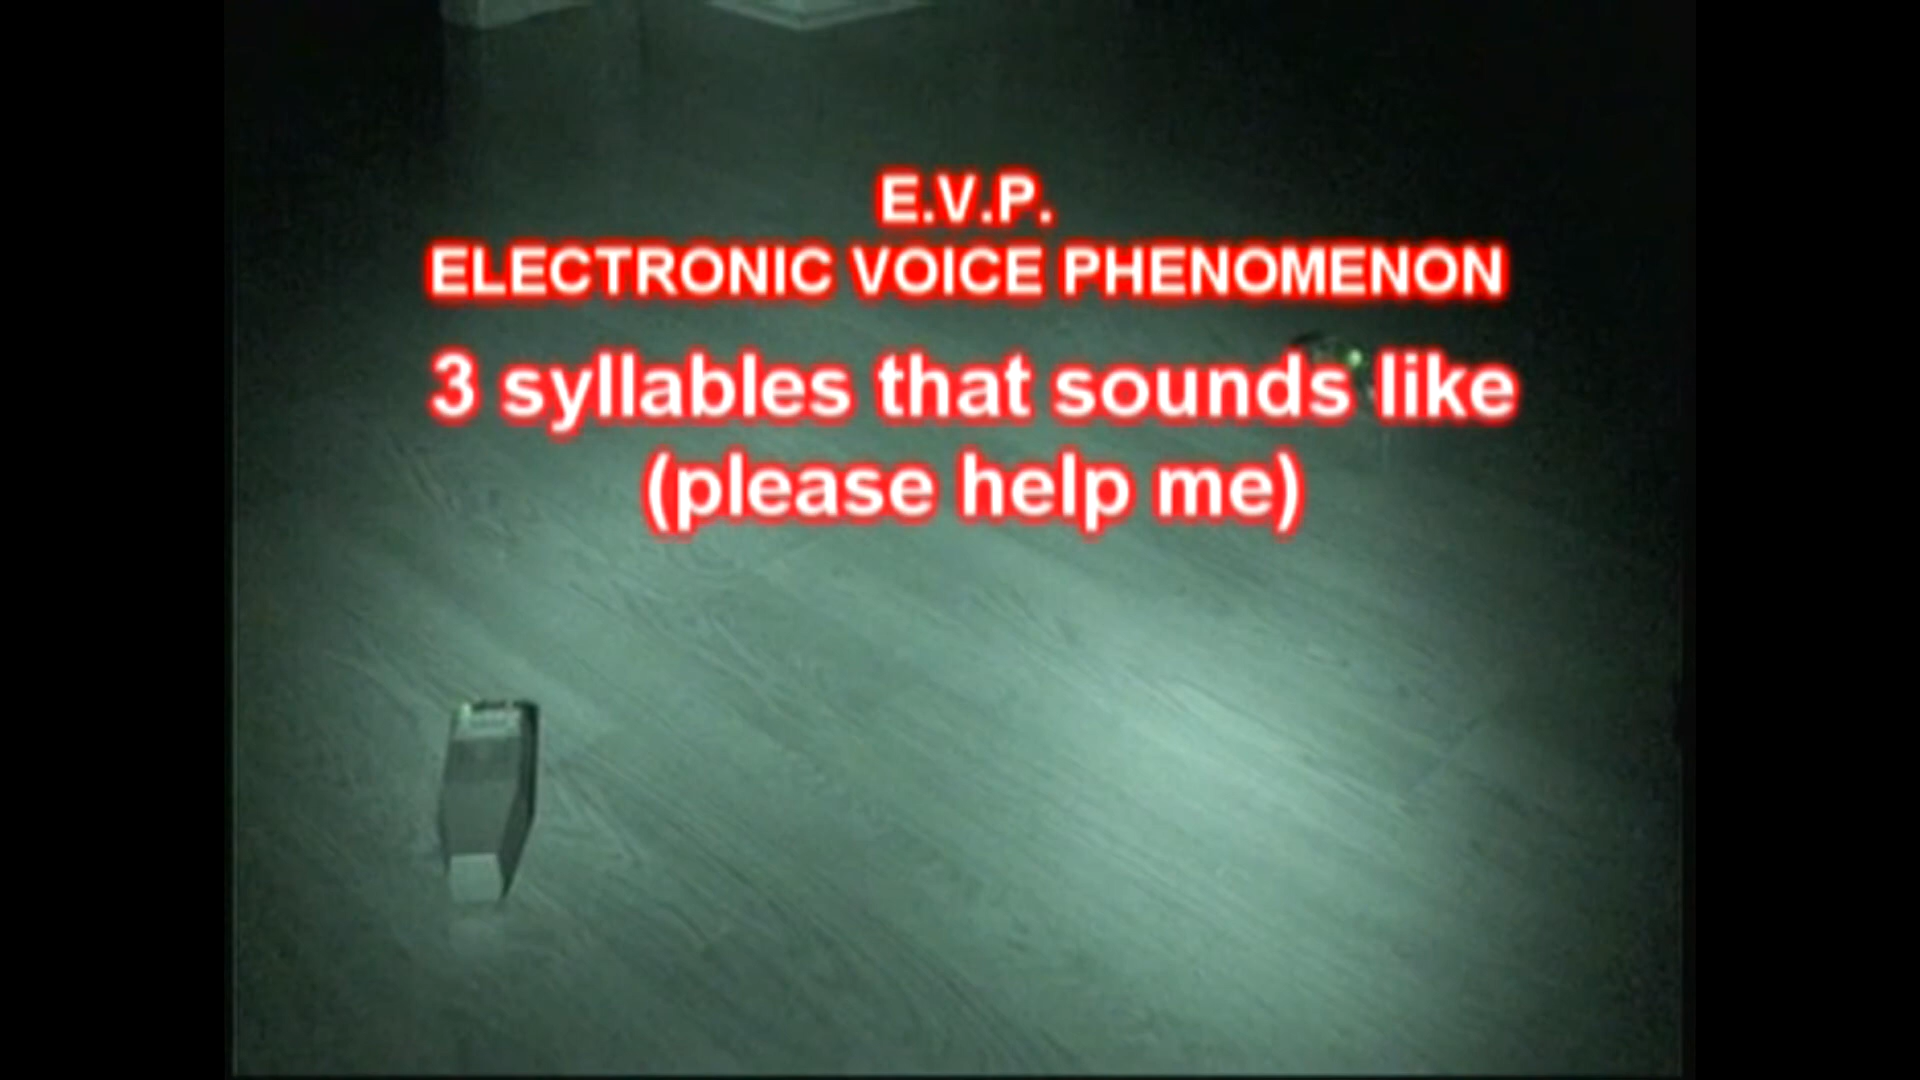 E.V.P.
ELECTRONIC VOICE PHENOMENON
3 syllables that sounds like
(please help me)